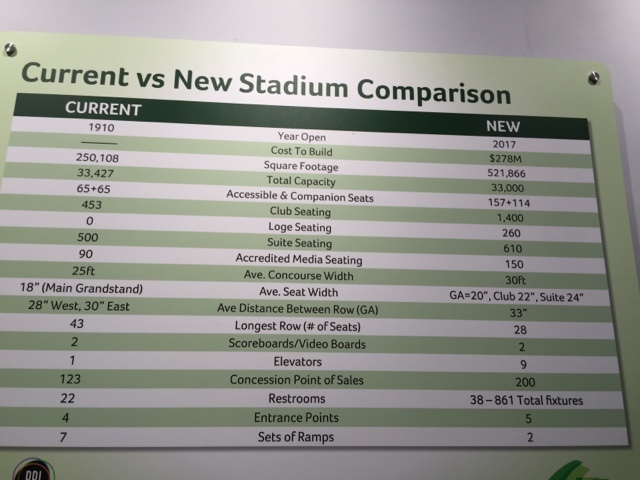 Current vs New Stadium Comparison
CURRENT NEW
1910 Year Open 2017
—— Cost To Build $278M
250,108 Square Footage 521,866
33,427 Total Capacity 33,000
65+65 Accessible & Companion Seats 157+114
453 Club Seating 1,400
0 Loge Seating 260
500 Suite Seating 610
90 Accredited Media Seating 150
25ft Ave. Concourse Width 30ft
18" (Main Grandstand) Ave. Seat Width GA=20", Club 22", Suite 24"
28" West, 30" East Ave Distance Between Row (GA) 33"
43 Longest Row (# of Seats) 28
2 Scoreboards/Video Boards 2
1 Elevators 9
123 Concession Point of Sales 200
22 Restrooms 38 – 861 Total fixtures
4 Entrance Points 5
7 Sets of Ramps 2